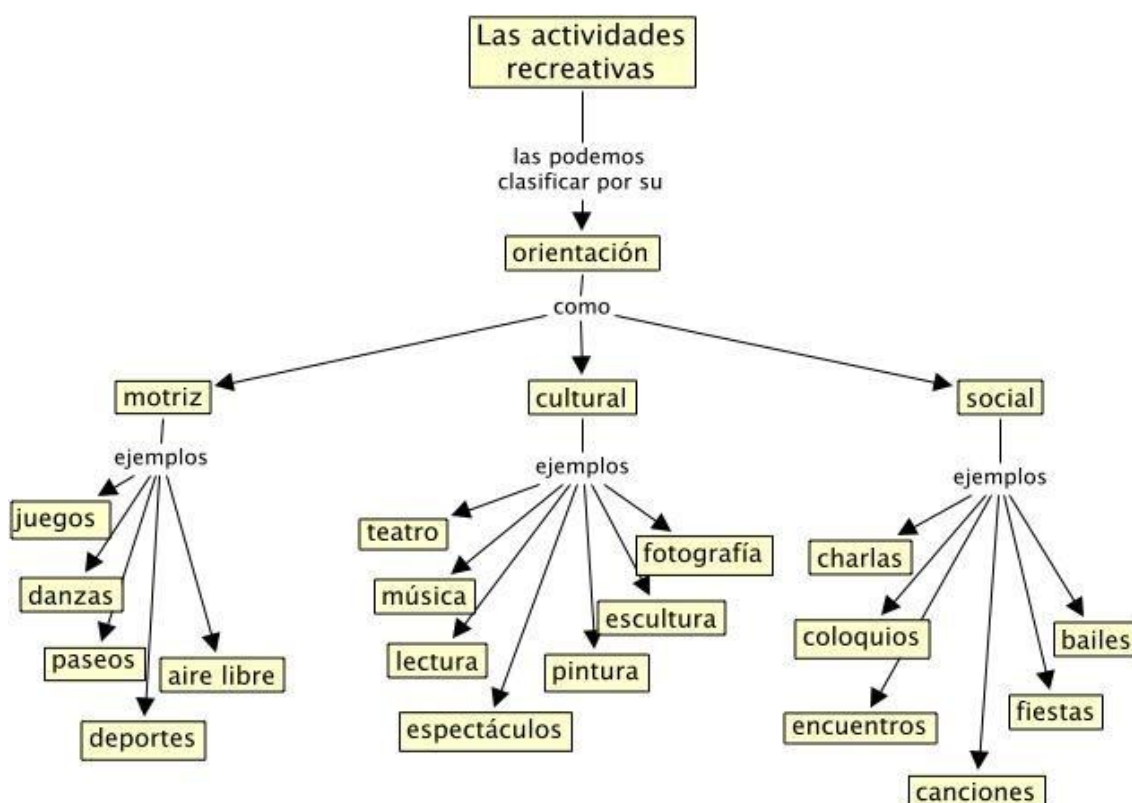 Las actividades
recreativas
las podemos
clasificar por su
orientación
como
motriz
cultural
social
ejemplos
juegos
danzas
paseos
aire libre
deportes
ejemplos
teatro
fotografía
música
escultura
lectura
pintura
espectáculos
ejemplos
charlas
coloquios
bailes
encuentros
fiestas
canciones